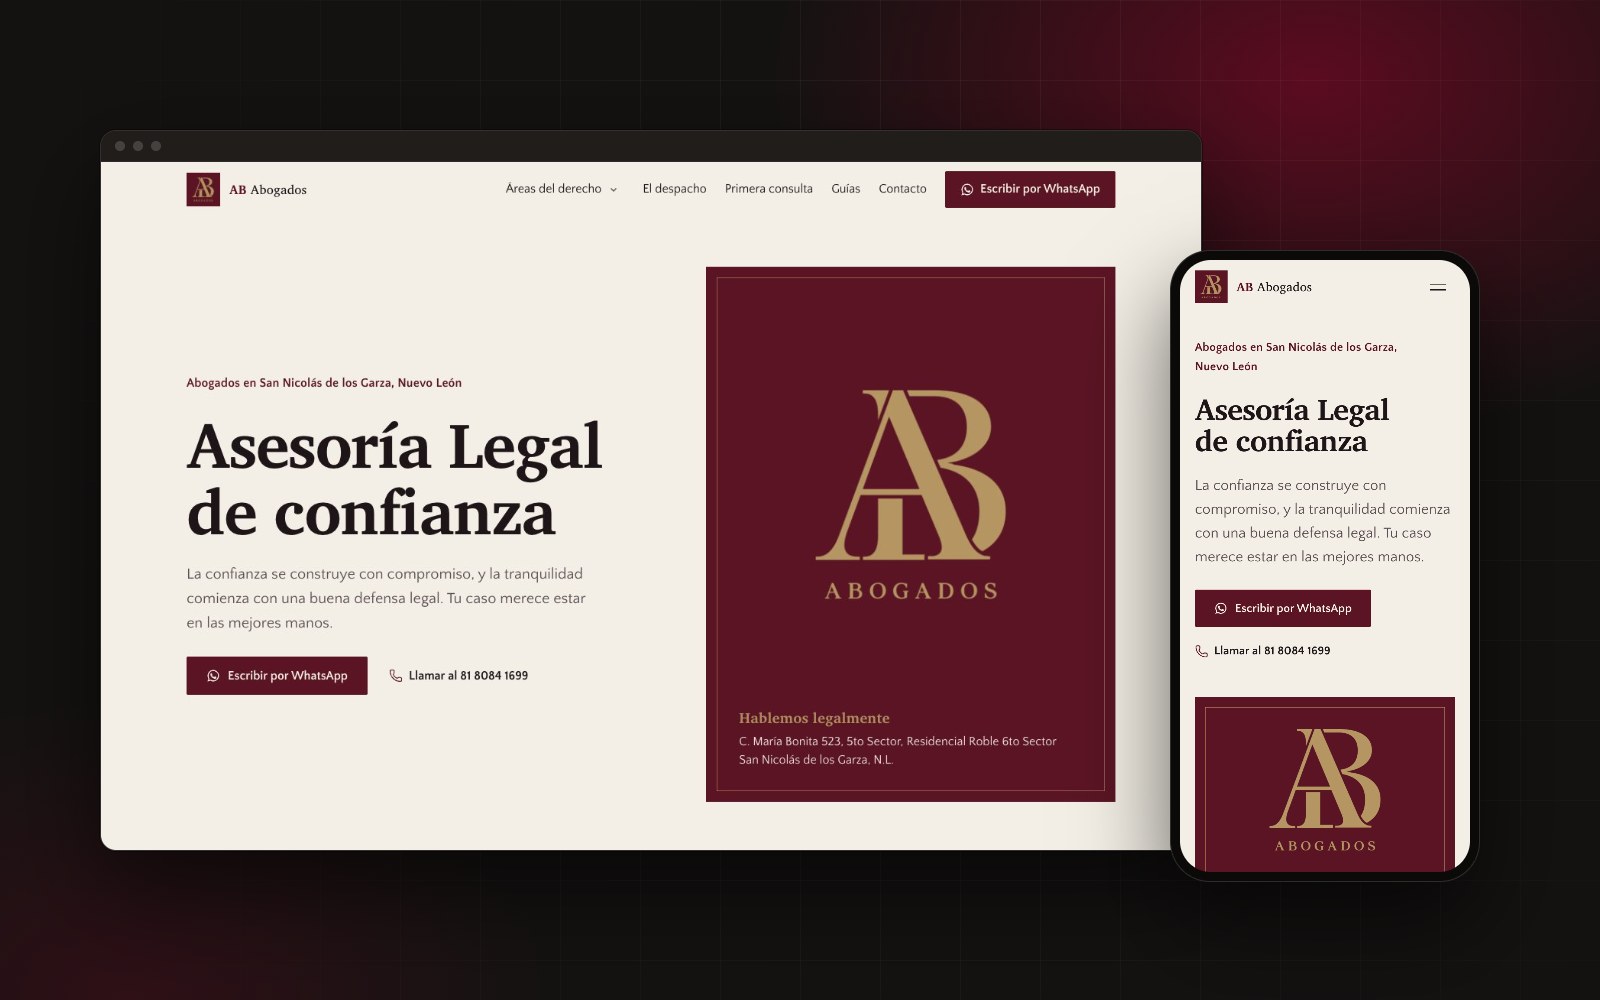 AB Abogados
Áreas del derecho
El despacho
Primera consulta
Guías
Contacto
Escribir por WhatsApp
Abogados en San Nicolás de los Garza, Nuevo León
Asesoría Legal
de confianza
La confianza se construye con compromiso, y la tranquilidad
comienza con una buena defensa legal. Tu caso merece estar
en las mejores manos.
Escribir por WhatsApp
Llamar al 81 8084 1699
AB
ABOGADOS
Hablemos legalmente
C. María Bonita 523, 5to Sector, Residencial Roble 6to Sector
San Nicolás de los Garza, N.L.
AB Abogados
Abogados en San Nicolás de los Garza,
Nuevo León
Asesoría Legal
de confianza
La confianza se construye con
compromiso, y la tranquilidad comienza
con una buena defensa legal. Tu caso
merece estar en las mejores manos.
Escribir por WhatsApp
Llamar al 81 8084 1699
AB
ABOGADOS